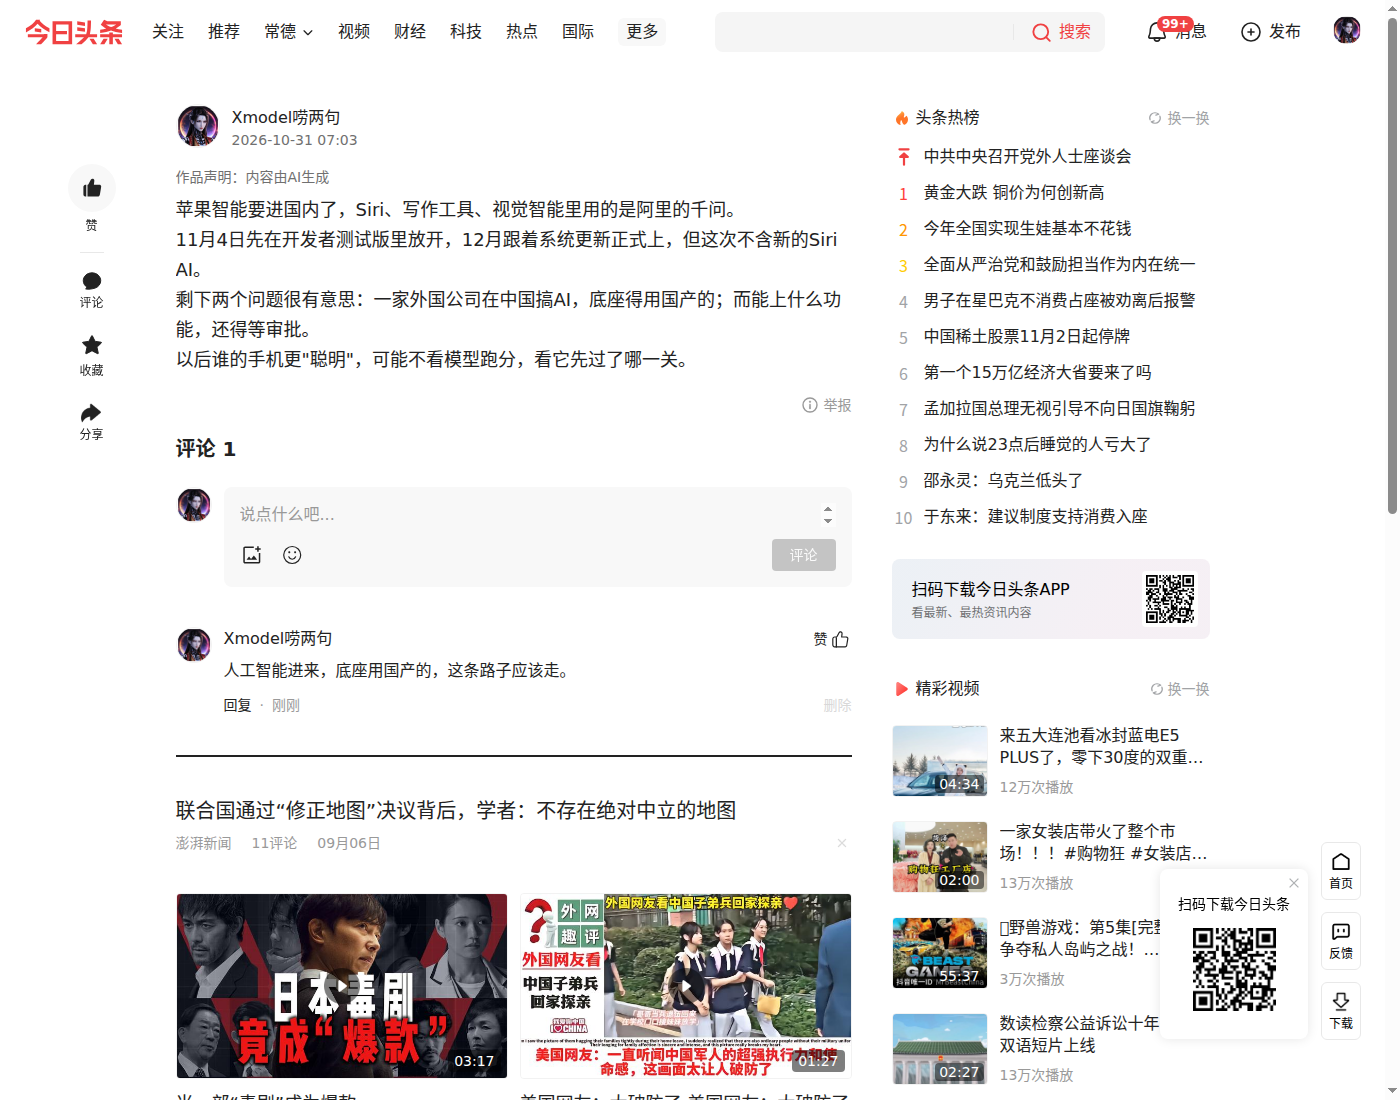 今日头条
关注 推荐 常德 视频 财经 科技 热点 国际 更多
搜索
99+
消息
发布
Xmodel唠两句
2026-10-31 07:03
作品声明：内容由AI生成
苹果智能要进国内了，Siri、写作工具、视觉智能里用的是阿里的千问。
11月4日先在开发者测试版里放开，12月跟着系统更新正式上，但这次不含新的Siri
AI。
剩下两个问题很有意思：一家外国公司在中国搞AI，底座得用国产的；而能上什么功
能，还得等审批。
以后谁的手机更"聪明"，可能不看模型跑分，看它先过了哪一关。
举报
赞
评论
收藏
分享
评论 1
说点什么吧...
评论
Xmodel唠两句
赞
人工智能进来，底座用国产的，这条路子应该走。
回复 · 刚刚
删除
联合国通过“修正地图”决议背后，学者：不存在绝对中立的地图
澎湃新闻 11评论 09月06日
日本毒剧
竟成“爆款”
03:17
外网
趣评
外国网友看中国子弟兵回家探亲
外国网友看
中国子弟兵
回家探亲
我爱你中国
I CHINA
美国网友：一直听闻中国军人的超强执行力和使
命感，这画面太让人破防了
01:27
头条热榜
换一换
中共中央召开党外人士座谈会
1 黄金大跌 铜价为何创新高
2 今年全国实现生娃基本不花钱
3 全面从严治党和鼓励担当作为内在统一
4 男子在星巴克不消费占座被劝离后报警
5 中国稀土股票11月2日起停牌
6 第一个15万亿经济大省要来了吗
7 孟加拉国总理无视引导不向日国旗鞠躬
8 为什么说23点后睡觉的人亏大了
9 邵永灵：乌克兰低头了
10 于东来：建议制度支持消费入座
扫码下载今日头条APP
看最新、最热资讯内容
精彩视频
换一换
来五大连池看冰封蓝电E5
PLUS了，零下30度的双重...
12万次播放
04:34
一家女装店带火了整个市
场！！！#购物狂 #女装店...
13万次播放
购物狂工厂店
02:00
野兽游戏：第5集[完整
争夺私人岛屿之战！...
3万次播放
BEAST
GAM
55:37
数读检察公益诉讼十年
双语短片上线
13万次播放
02:27
扫码下载今日头条
首页
反馈
下载